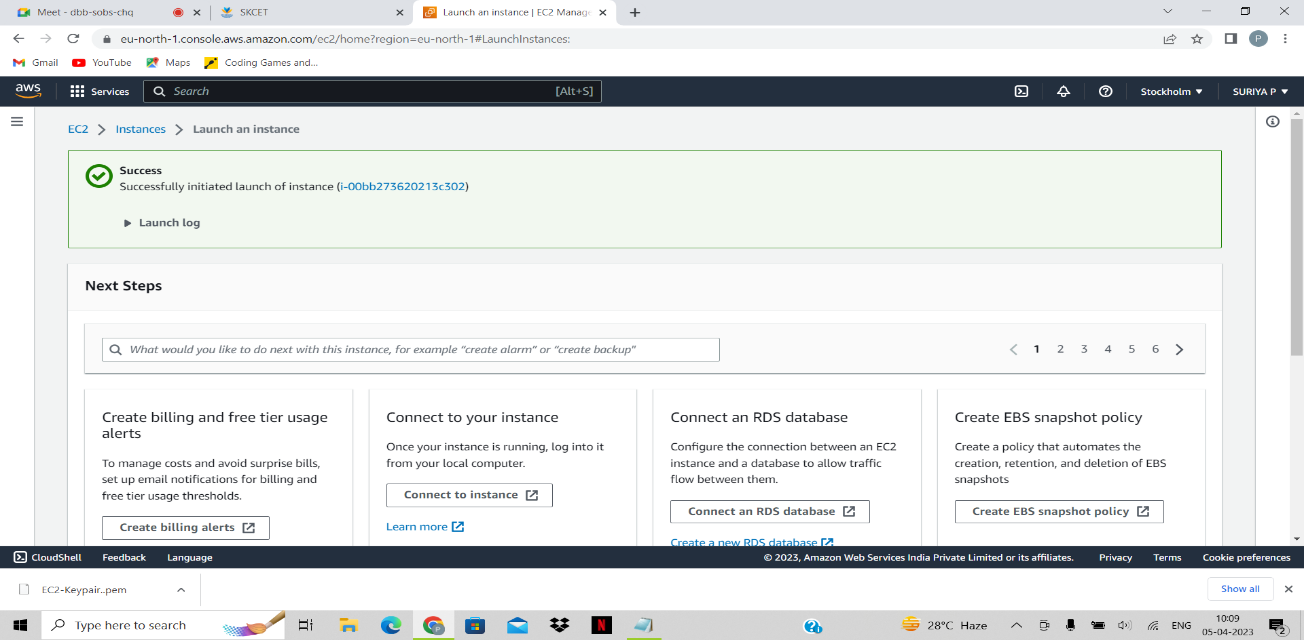 Meet - dbb-sobs-chq
SKCET
Launch an instance | EC2 Manage
eu-north-1.console.aws.amazon.com/ec2/home?region=eu-north-1#LaunchInstances:
P
Gmail
YouTube
Maps
Coding Games and...
aws
Services
Search
[Alt+S]
Stockholm
SURIYA P
EC2
Instances
Launch an instance
Success
Successfully initiated launch of instance (i-00bb273620213c302)
Launch log
Next Steps
What would you like to do next with this instance, for example "create alarm" or "create backup"
1 2 3 4 5 6
Create billing and free tier usage
alerts
To manage costs and avoid surprise bills,
set up email notifications for billing and
free tier usage thresholds.
Create billing alerts
Connect to your instance
Once your instance is running, log into it
from your local computer.
Connect to instance
Learn more
Connect an RDS database
Configure the connection between an EC2
instance and a database to allow traffic
flow between them.
Connect an RDS database
Create a new RDS database
Create EBS snapshot policy
Create a policy that automates the
creation, retention, and deletion of EBS
snapshots
Create EBS snapshot policy
CloudShell
Feedback
Language
© 2023, Amazon Web Services India Private Limited or its affiliates.
Privacy
Terms
Cookie preferences
EC2-Keypair..pem
Show all
Type here to search
N
28°C Haze
ENG
10:09
05-04-2023
2